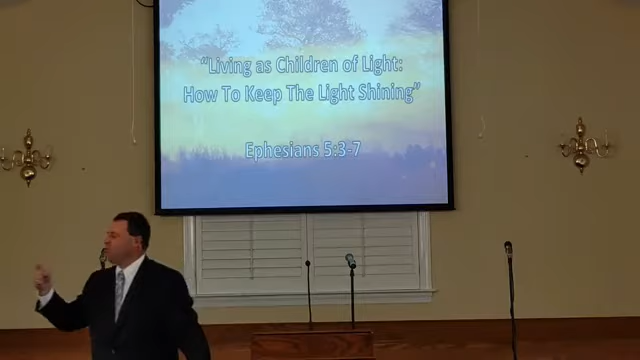 “Living as Children of Light:
How To Keep The Light Shining”
Ephesians 5:3-7